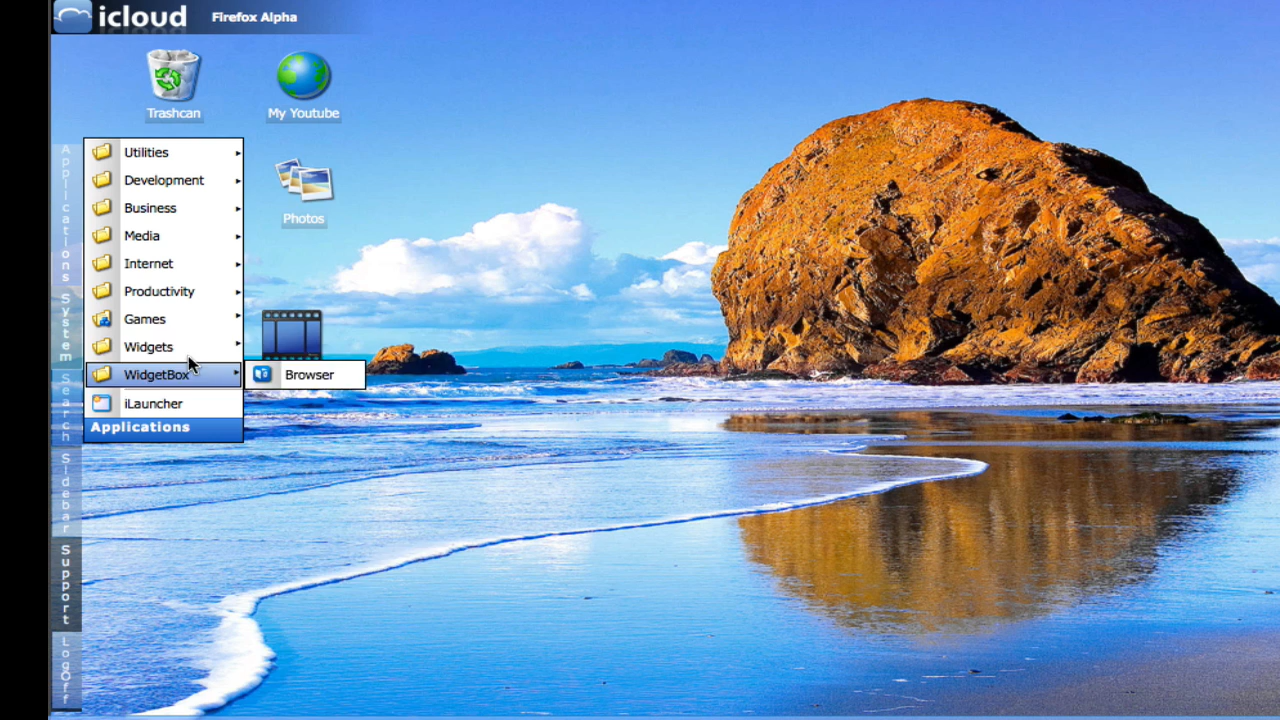 icloud Firefox Alpha
Trashcan
My Youtube
Photos
Utilities
Development
Business
Media
Internet
Productivity
Games
Widgets
WidgetBox
Browser
iLauncher
Applications
Applications
System
Search
Sidebar
Support
LogOff